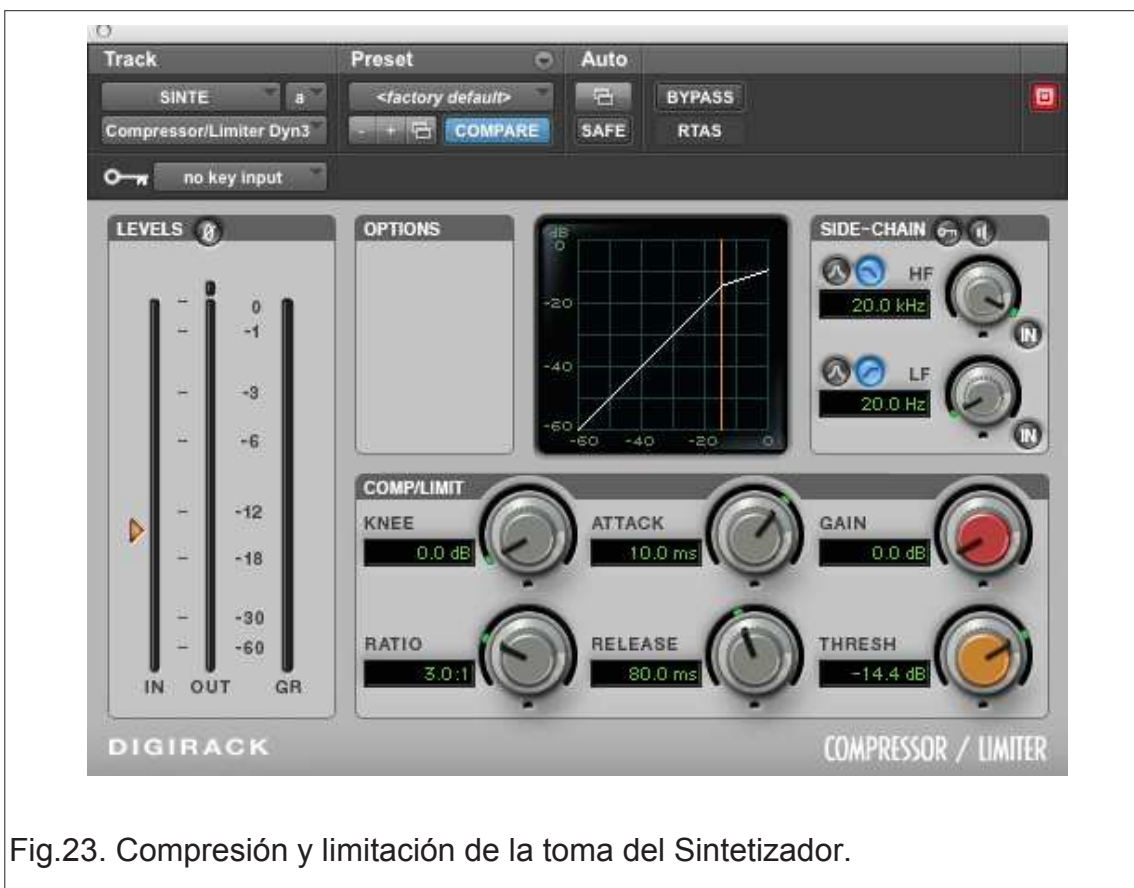 Track Preset Auto
SINTE a <factory default> BYPASS
Compressor/Limiter Dyn3 - + COMPARE SAFE RTAS
no key input
LEVELS Ø
OPTIONS
dB
0
-20
-40
-60
-60 -40 -20 0
SIDE-CHAIN
HF
20.0 kHz
IN
LF
20.0 Hz
IN
0
-1
-3
-6
-12
-18
-30
-60
IN OUT GR
COMP/LIMIT
KNEE ATTACK GAIN
0.0 dB 10.0 ms 0.0 dB
RATIO RELEASE THRESH
3.0:1 80.0 ms -14.4 dB
DIGIRACK COMPRESSOR / LIMITER
Fig.23. Compresión y limitación de la toma del Sintetizador.